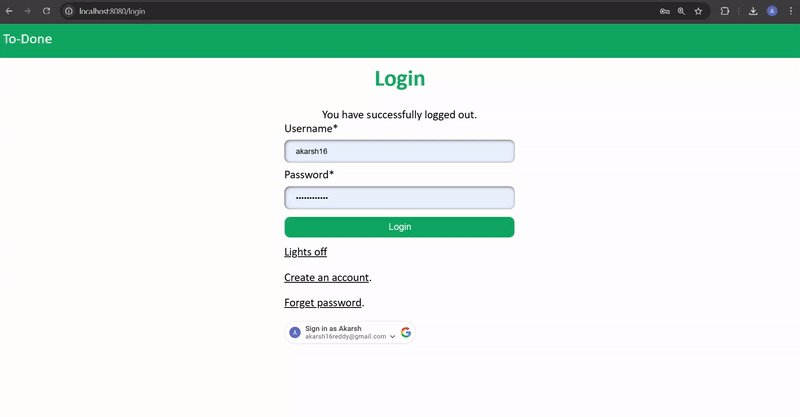 localhost:8080/login
A
To-Done
Login
You have successfully logged out.
Username*
akarsh16
Password*
••••••••••••
Login
Lights off
Create an account.
Forget password.
A
Sign in as Akarsh
akarsh16reddy@gmail.com